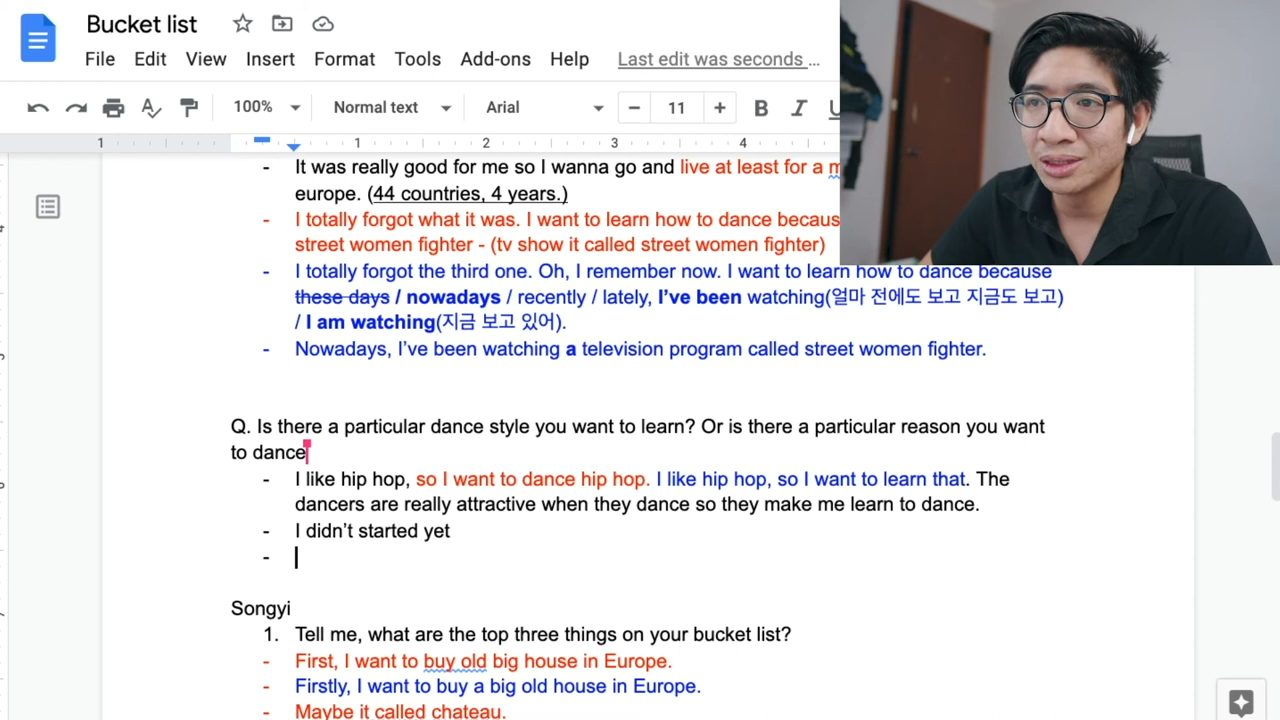 Bucket list
File Edit View Insert Format Tools Add-ons Help Last edit was seconds ...
100% Normal text Arial 11 B I U
1 1 2 3 4
- It was really good for me so I wanna go and live at least for a m
europe. (44 countries, 4 years.)
- I totally forgot what it was. I want to learn how to dance becaus
street women fighter - (tv show it called street women fighter)
- I totally forgot the third one. Oh, I remember now. I want to learn how to dance because
these days / nowadays / recently / lately, I've been watching(얼마 전에도 보고 지금도 보고)
/ I am watching(지금 보고 있어).
- Nowadays, I've been watching a television program called street women fighter.
Q. Is there a particular dance style you want to learn? Or is there a particular reason you want
to dance
- I like hip hop, so I want to dance hip hop. I like hip hop, so I want to learn that. The
dancers are really attractive when they dance so they make me learn to dance.
- I didn't started yet
-
Songyi
1. Tell me, what are the top three things on your bucket list?
- First, I want to buy old big house in Europe.
- Firstly, I want to buy a big old house in Europe.
- Maybe it called chateau.